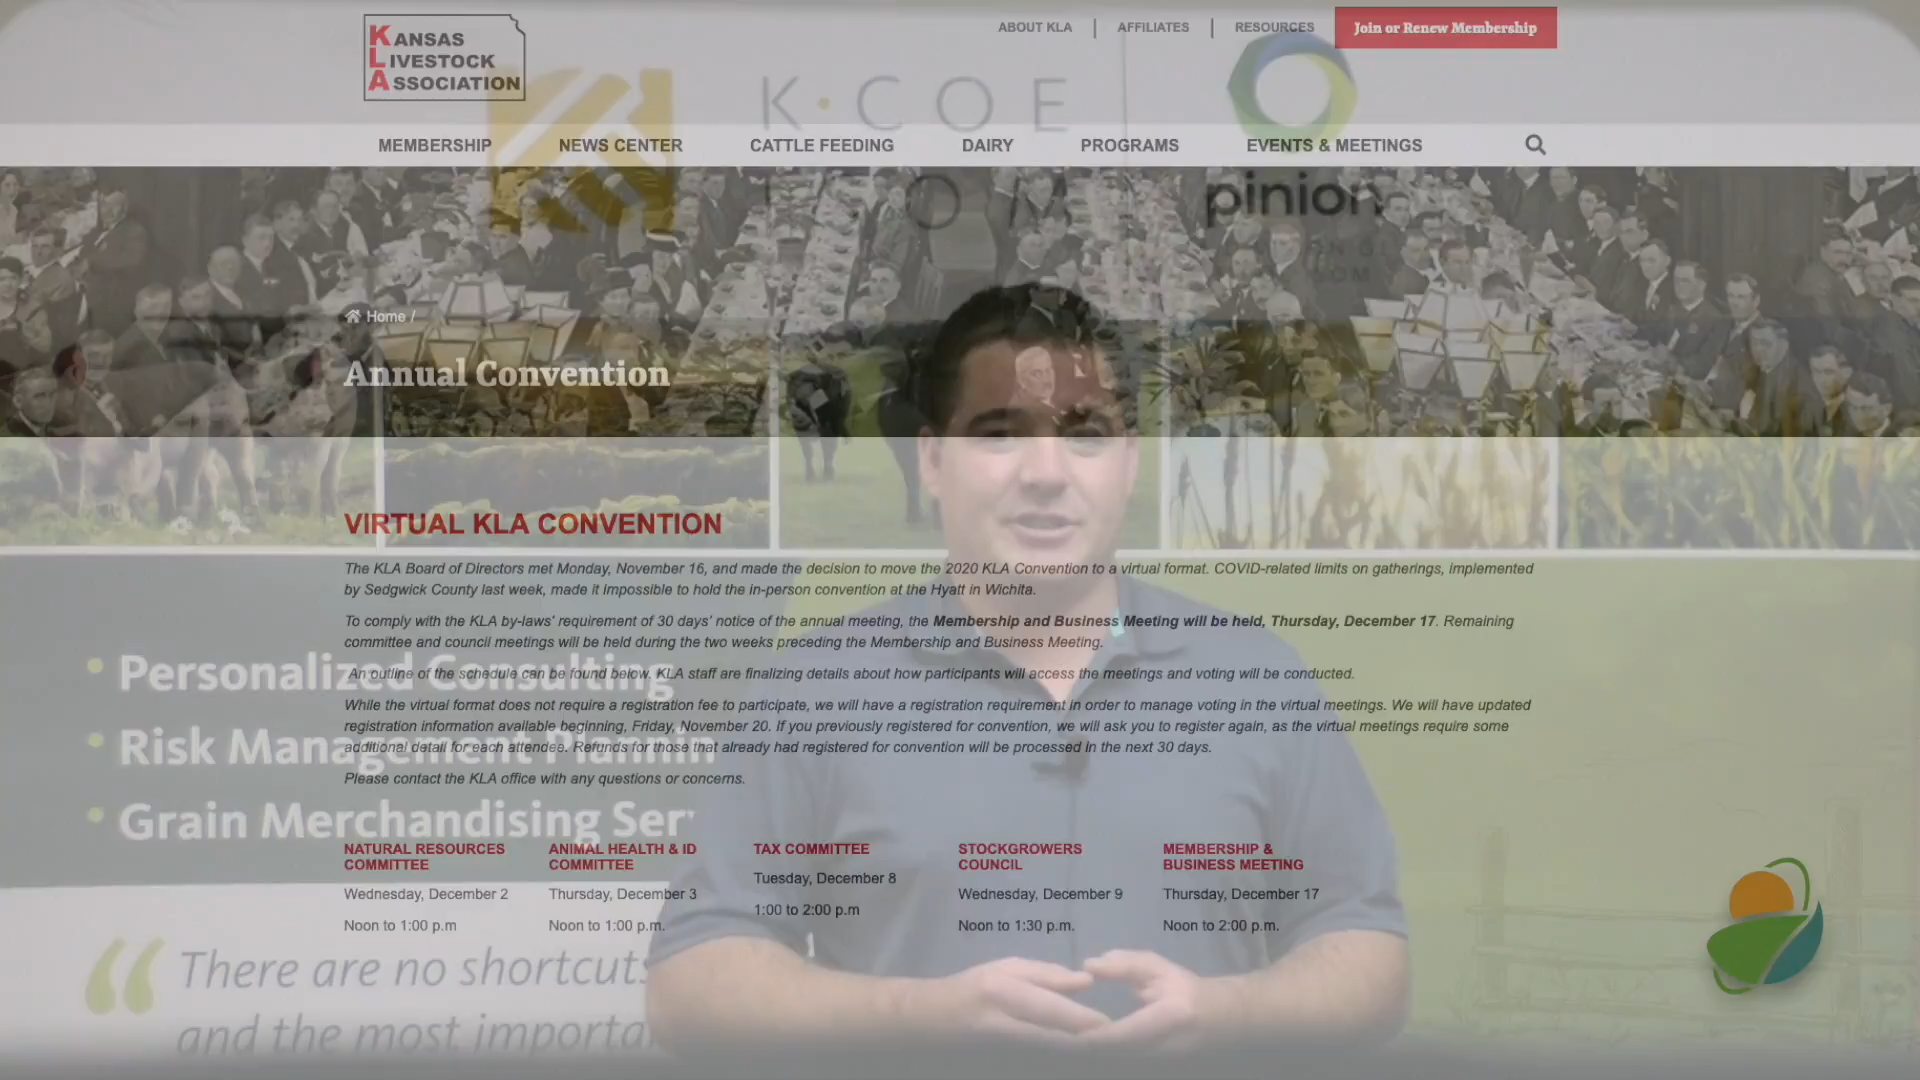 KANSAS
LIVESTOCK
ASSOCIATION
ABOUT KLA | AFFILIATES | RESOURCES
Join or Renew Membership
K·COE
ISOM
pinion
MEMBERSHIP NEWS CENTER CATTLE FEEDING DAIRY PROGRAMS EVENTS & MEETINGS
Home /
Annual Convention
VIRTUAL KLA CONVENTION
The KLA Board of Directors met Monday, November 16, and made the decision to move the 2020 KLA Convention to a virtual format. COVID-related limits on gatherings, implemented
by Sedgwick County last week, made it impossible to hold the in-person convention at the Hyatt in Wichita.
To comply with the KLA by-laws' requirement of 30 days' notice of the annual meeting, the Membership and Business Meeting will be held, Thursday, December 17. Remaining
committee and council meetings will be held during the two weeks preceding the Membership and Business Meeting.
An outline of the schedule can be found below. KLA staff are finalizing details about how participants will access the meetings and voting will be conducted.
While the virtual format does not require a registration fee to participate, we will have a registration requirement in order to manage voting in the virtual meetings. We will have updated
registration information available beginning, Friday, November 20. If you previously registered for convention, we will ask you to register again, as the virtual meetings require some
additional detail for each attendee. Refunds for those that already had registered for convention will be processed in the next 30 days.
Please contact the KLA office with any questions or concerns.
• Personalized Consulting
• Risk Management Plannin
• Grain Merchandising Ser
NATURAL RESOURCES
COMMITTEE
Wednesday, December 2
Noon to 1:00 p.m
ANIMAL HEALTH & ID
COMMITTEE
Thursday, December 3
Noon to 1:00 p.m.
TAX COMMITTEE
Tuesday, December 8
1:00 to 2:00 p.m
STOCKGROWERS
COUNCIL
Wednesday, December 9
Noon to 1:30 p.m.
MEMBERSHIP &
BUSINESS MEETING
Thursday, December 17
Noon to 2:00 p.m.
“There are no shortcuts
and the most importa